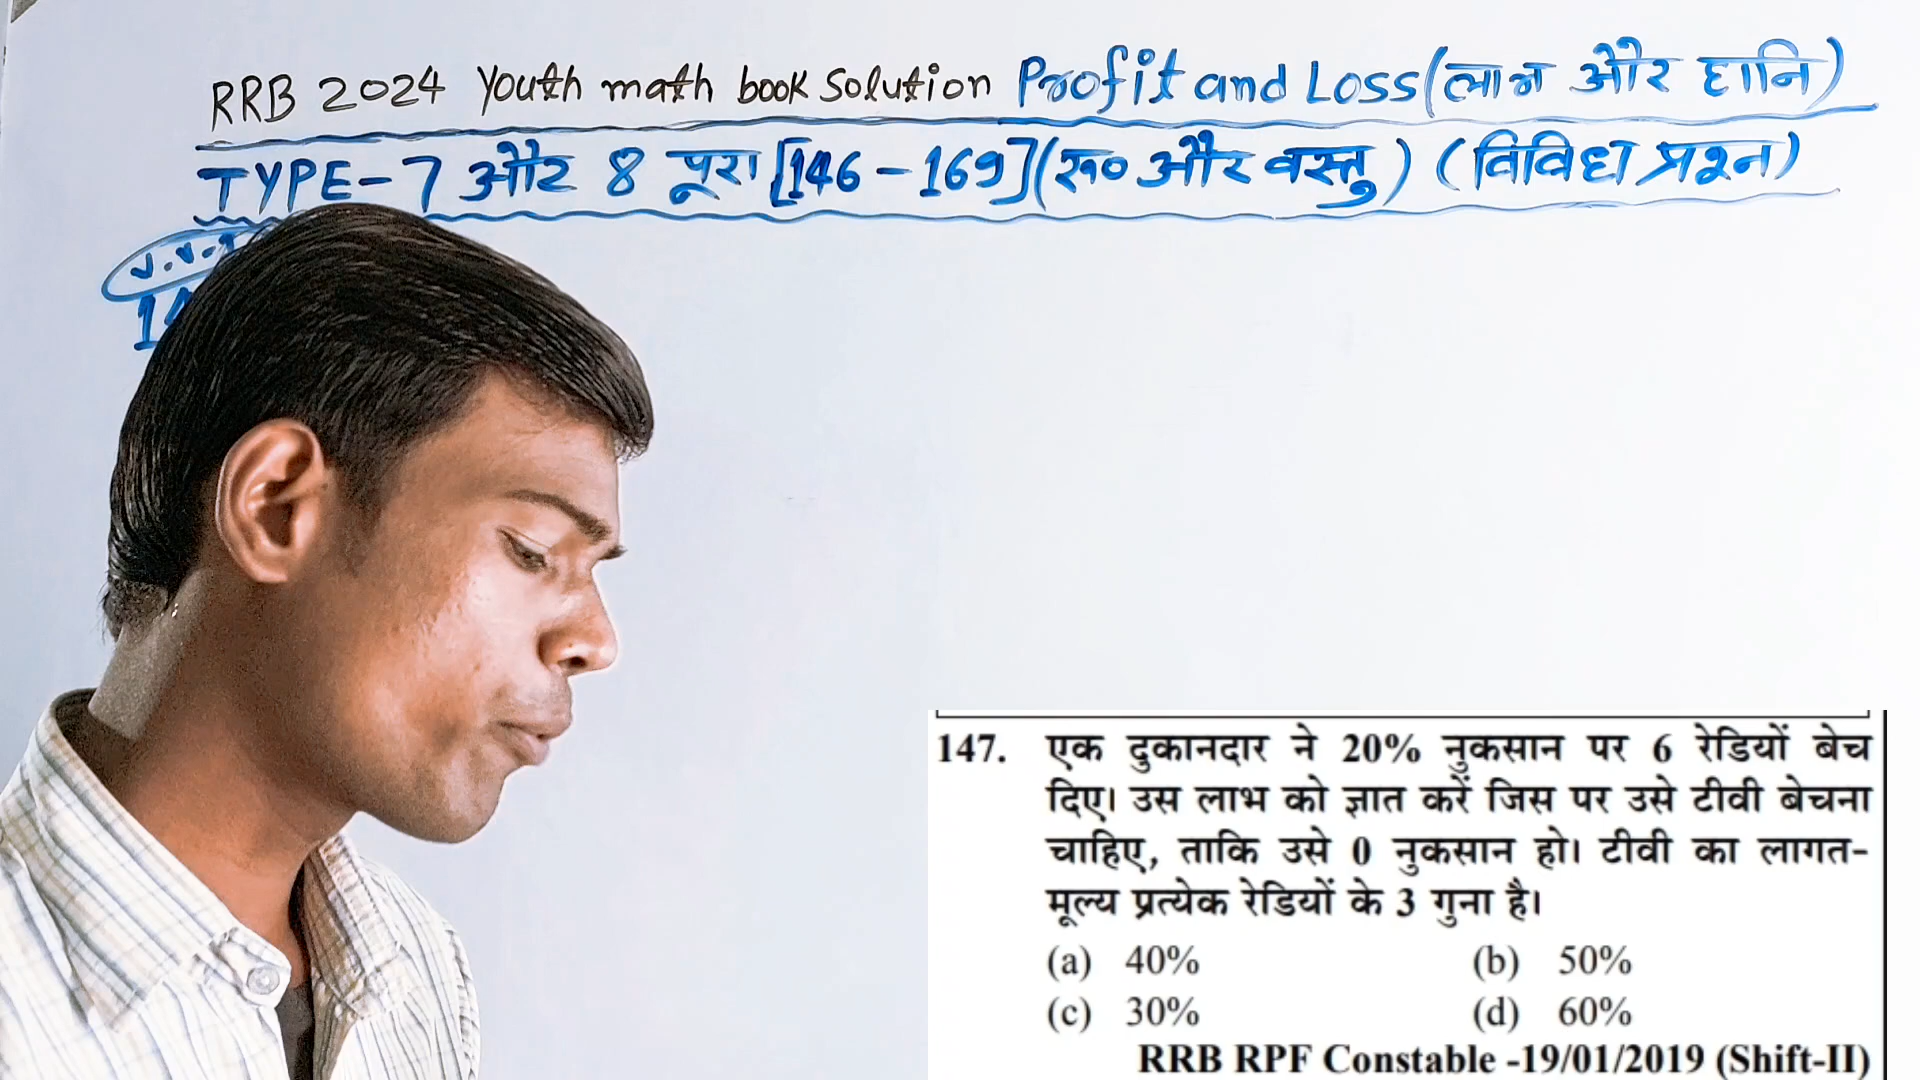 RRB 2024 Youth math book Solution Profit and Loss (लाभ और हानि)
TYPE-7 और 8 पूरा [146-169](रू० और वस्तु) (विविध प्रश्न)
147. एक दुकानदार ने 20% नुकसान पर 6 रेडियों बेच
दिए। उस लाभ को ज्ञात करें जिस पर उसे टीवी बेचना
चाहिए, ताकि उसे 0 नुकसान हो। टीवी का लागत-
मूल्य प्रत्येक रेडियों के 3 गुना है।
(a) 40% (b) 50%
(c) 30% (d) 60%
RRB RPF Constable -19/01/2019 (Shift-II)